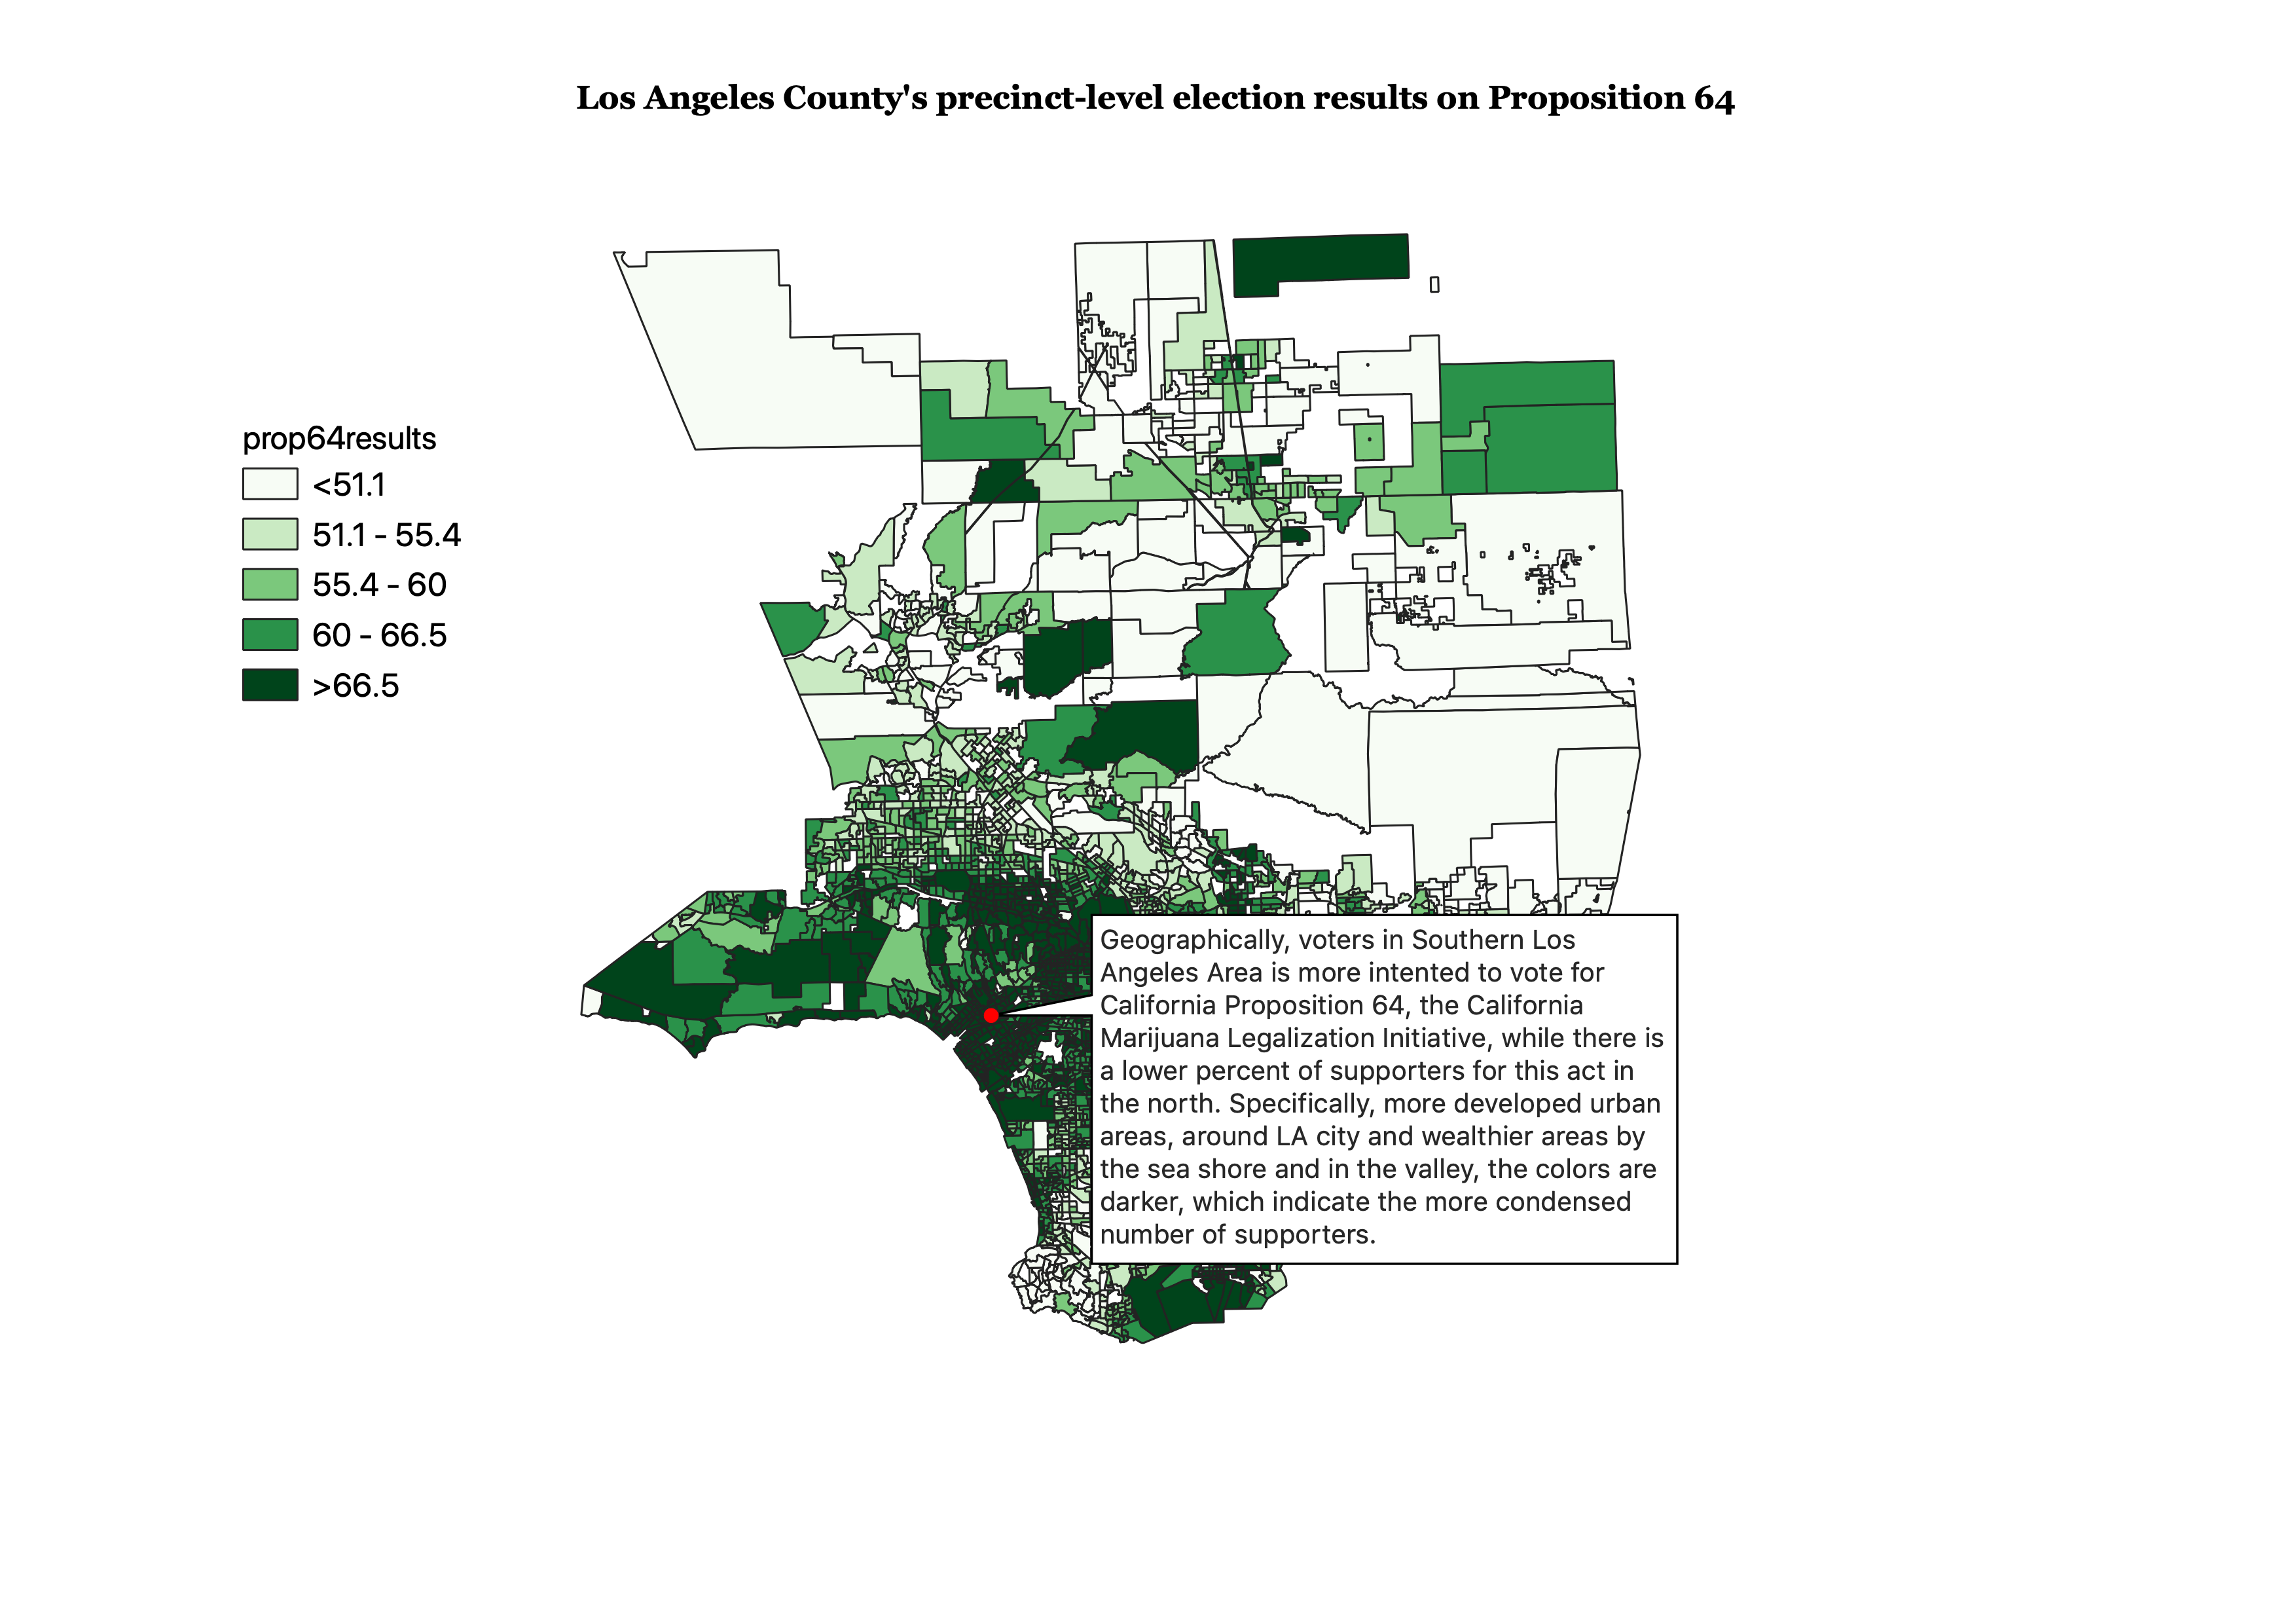 Los Angeles County's precinct-level election results on Proposition 64
prop64results
<51.1
51.1 - 55.4
55.4 - 60
60 - 66.5
>66.5
Geographically, voters in Southern Los
Angeles Area is more intented to vote for
California Proposition 64, the California
Marijuana Legalization Initiative, while there is
a lower percent of supporters for this act in
the north. Specifically, more developed urban
areas, around LA city and wealthier areas by
the sea shore and in the valley, the colors are
darker, which indicate the more condensed
number of supporters.